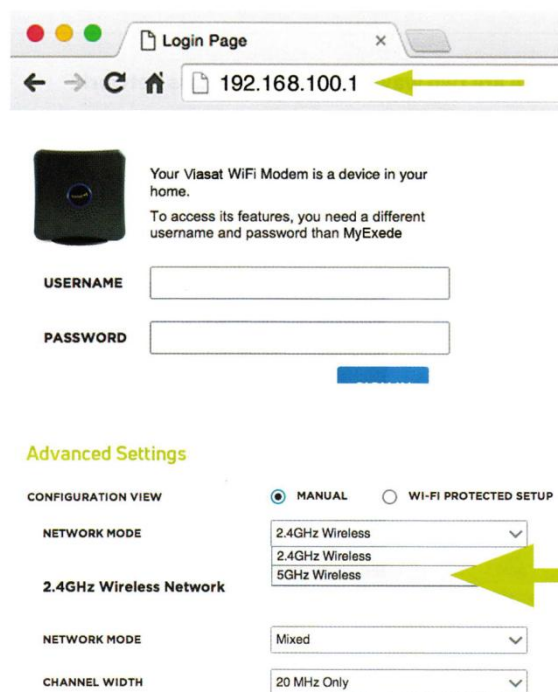 Login Page
192.168.100.1
Your Viasat WiFi Modem is a device in your
home.
To access its features, you need a different
username and password than MyExede
USERNAME
PASSWORD
Advanced Settings
CONFIGURATION VIEW
MANUAL
WI-FI PROTECTED SETUP
NETWORK MODE
2.4GHz Wireless
2.4GHz Wireless
5GHz Wireless
2.4GHz Wireless Network
NETWORK MODE
Mixed
CHANNEL WIDTH
20 MHz Only